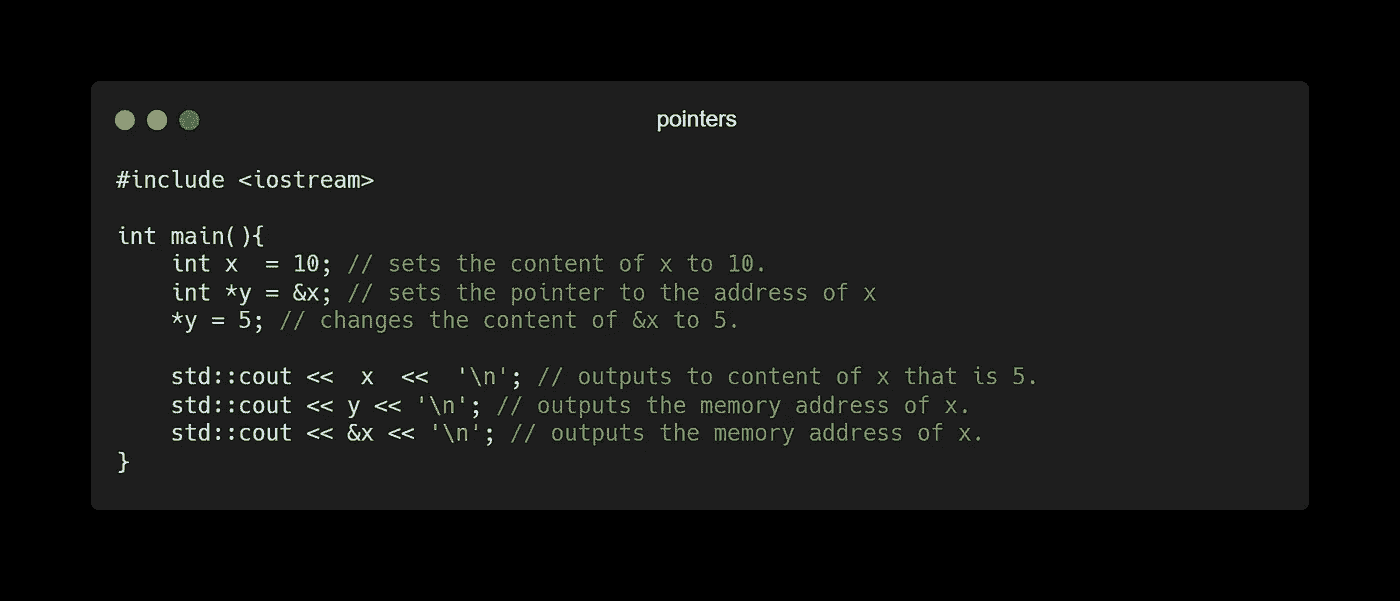 pointers
#include <iostream>
int main(){
    int x  = 10; // sets the content of x to 10.
    int *y = &x; // sets the pointer to the address of x
    *y = 5; // changes the content of &x to 5.
    std::cout <<  x  <<  '\n'; // outputs to content of x that is 5.
    std::cout << y << '\n'; // outputs the memory address of x.
    std::cout << &x << '\n'; // outputs the memory address of x.
}